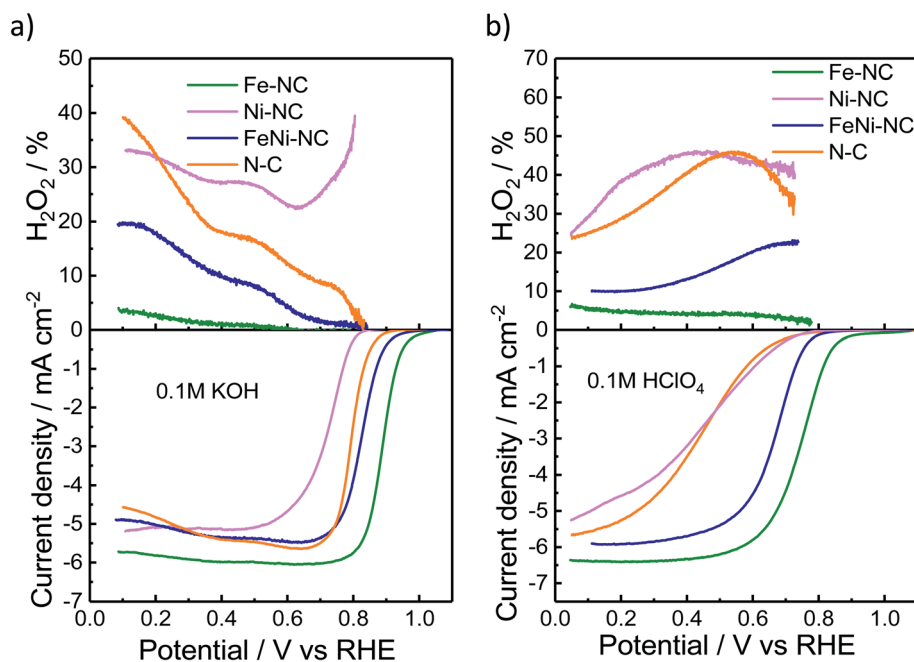 a)
50
40
30
20
10
0
H₂O₂ / %
Fe-NC
Ni-NC
FeNi-NC
N-C
-1
-2
-3
-4
-5
-6
-7
Current density / mA cm⁻²
0.1M KOH
0.0 0.2 0.4 0.6 0.8 1.0
Potential / V vs RHE
b)
70
60
50
40
30
20
10
0
H₂O₂ / %
Fe-NC
Ni-NC
FeNi-NC
N-C
-1
-2
-3
-4
-5
-6
-7
Current density / mA cm⁻²
0.1M HClO₄
0.0 0.2 0.4 0.6 0.8 1.0
Potential / V vs RHE